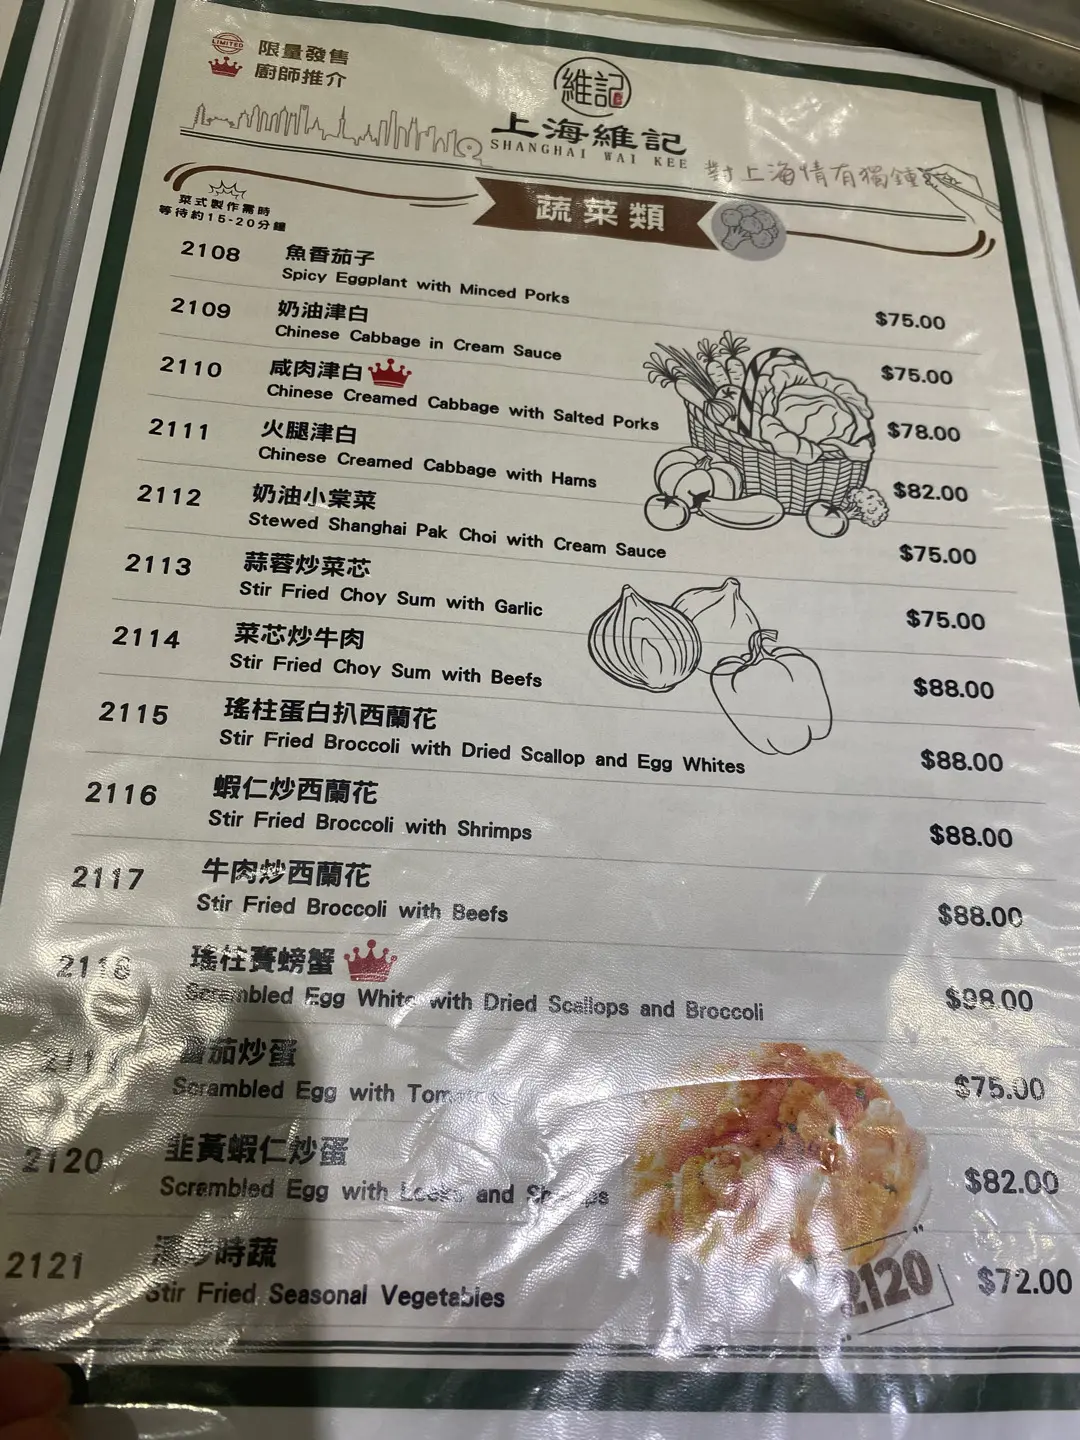 LIMITED 限量發售
廚師推介
維記
上海維記
SHANGHAI WAI KEE
對上海情有獨鍾
菜式製作需時
等待約15-20分鐘
蔬菜類
2108 魚香茄子
Spicy Eggplant with Minced Porks $75.00
2109 奶油津白
Chinese Cabbage in Cream Sauce $75.00
2110 咸肉津白
Chinese Creamed Cabbage with Salted Porks $78.00
2111 火腿津白
Chinese Creamed Cabbage with Hams $82.00
2112 奶油小棠菜
Stewed Shanghai Pak Choi with Cream Sauce $75.00
2113 蒜蓉炒菜芯
Stir Fried Choy Sum with Garlic $75.00
2114 菜芯炒牛肉
Stir Fried Choy Sum with Beefs $88.00
2115 瑤柱蛋白扒西蘭花
Stir Fried Broccoli with Dried Scallop and Egg Whites $88.00
2116 蝦仁炒西蘭花
Stir Fried Broccoli with Shrimps $88.00
2117 牛肉炒西蘭花
Stir Fried Broccoli with Beefs $88.00
2118 瑤柱賽螃蟹
Scrambled Egg White with Dried Scallops and Broccoli $98.00
番茄炒蛋
Scrambled Egg with $75.00
2120 韭黃蝦仁炒蛋
Scrambled Egg with Leeks and Shrimps $82.00
2121 時蔬
Stir Fried Seasonal Vegetables $72.00
2120